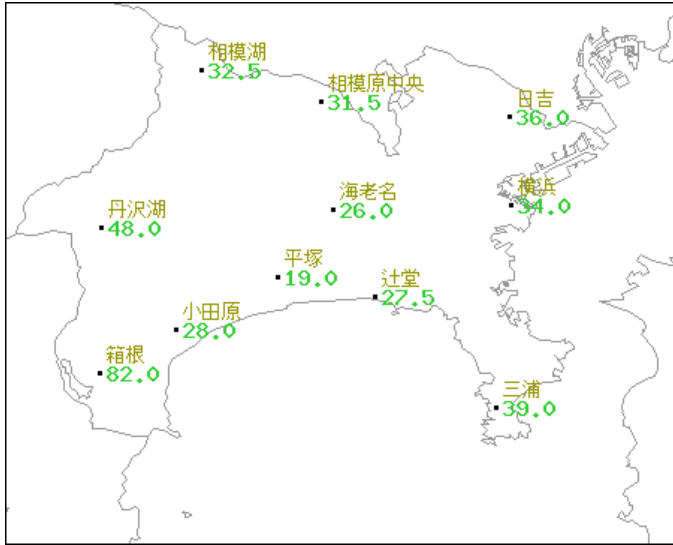 相模湖
32.5
相模原中央
31.5
日吉
36.0
海老名
26.0
横浜
34.0
丹沢湖
48.0
平塚
19.0
辻堂
27.5
小田原
28.0
箱根
82.0
三浦
39.0